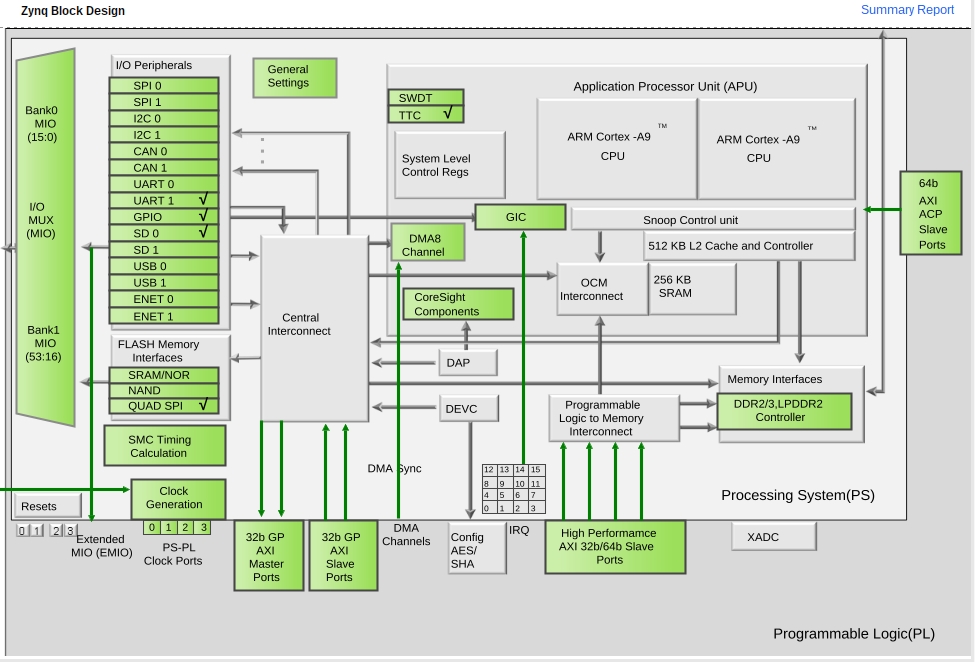 Zynq Block Design
Summary Report
Bank0
MIO
(15:0)
I/O
MUX
(MIO)
Bank1
MIO
(53:16)
I/O Peripherals
SPI 0
SPI 1
I2C 0
I2C 1
CAN 0
CAN 1
UART 0
UART 1 √
GPIO √
SD 0 √
SD 1
USB 0
USB 1
ENET 0
ENET 1
FLASH Memory
Interfaces
SRAM/NOR
NAND
QUAD SPI √
SMC Timing
Calculation
General
Settings
Application Processor Unit (APU)
SWDT
TTC √
System Level
Control Regs
ARM Cortex -A9 ™
CPU
ARM Cortex -A9 ™
CPU
GIC
Snoop Control unit
DMA8
Channel
512 KB L2 Cache and Controller
OCM
Interconnect
256 KB
SRAM
CoreSight
Components
Central
Interconnect
DAP
DEVC
Programmable
Logic to Memory
Interconnect
Memory Interfaces
DDR2/3,LPDDR2
Controller
64b
AXI
ACP
Slave
Ports
DMA Sync
12 13 14 15
8 9 10 11
4 5 6 7
0 1 2 3
Processing System(PS)
Resets
0 1 2 3
Clock
Generation
0 1 2 3
Extended
MIO (EMIO)
PS-PL
Clock Ports
32b GP
AXI
Master
Ports
32b GP
AXI
Slave
Ports
DMA
Channels
Config
AES/
SHA
IRQ
High Performamce
AXI 32b/64b Slave
Ports
XADC
Programmable Logic(PL)